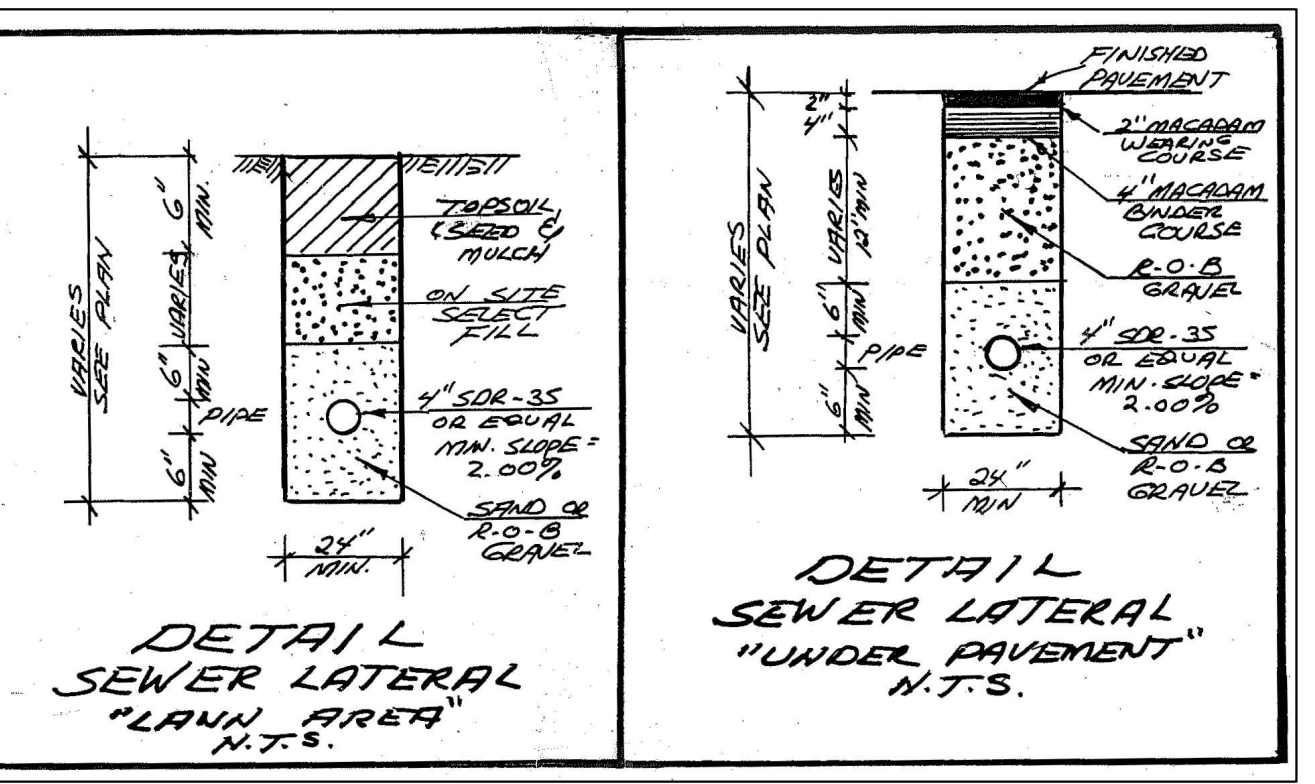 VARIES
SEE PLAN
6"
MIN.
VARIES
6"
MIN
PIPE
6"
MIN
TOPSOIL
& SEED &
MULCH
ON SITE
SELECT
FILL
4" SDR-35
OR EQUAL
MIN. SLOPE =
2.00%
SAND OR
R-O-B
GRAVEL
24"
MIN.
DETAIL
SEWER LATERAL
"LAWN AREA"
N.T.S.
FINISHED
PAVEMENT
2"
4"
VARIES
12" MIN
6"
MIN
PIPE
6"
MIN
VARIES
SEE PLAN
2" MACADAM
WEARING
COURSE
4" MACADAM
BINDER
COURSE
R-O-B
GRAVEL
4" SDR-35
OR EQUAL
MIN. SLOPE =
2.00%
SAND OR
R-O-B
GRAVEL
24"
MIN
DETAIL
SEWER LATERAL
"UNDER PAVEMENT"
N.T.S.